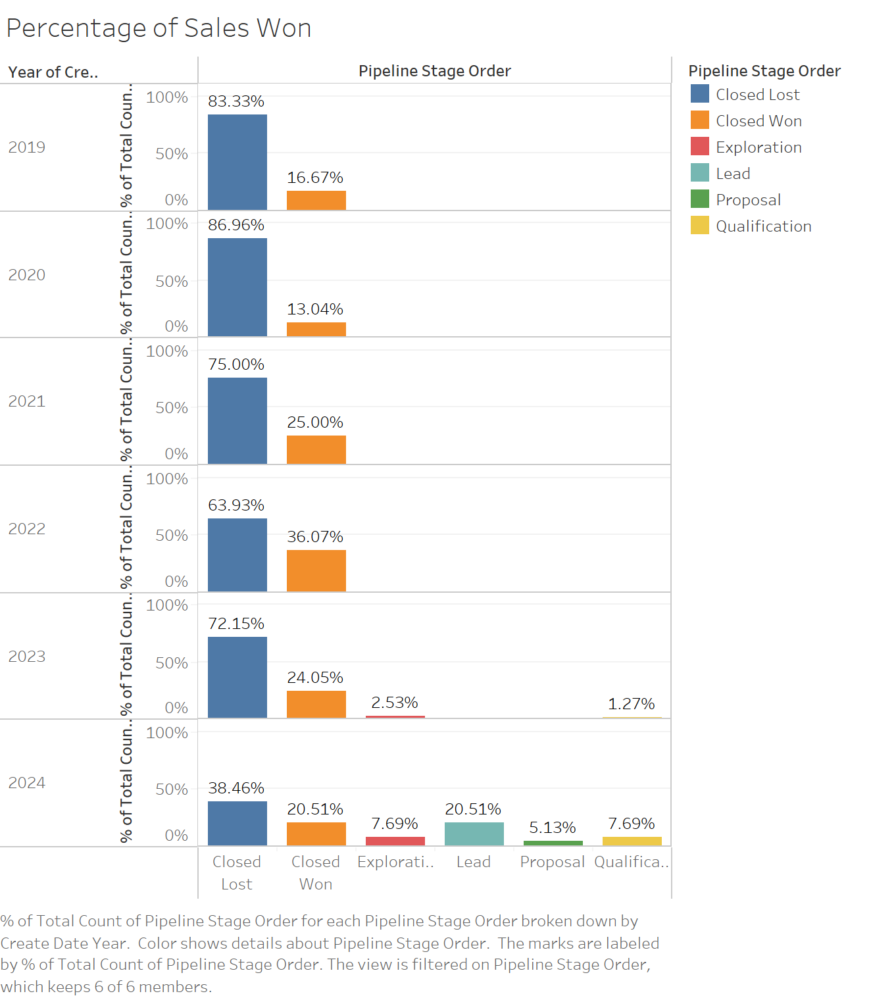 Percentage of Sales Won
Year of Cre..
Pipeline Stage Order
2019
% of Total Coun..
100%
50%
0%
83.33%
16.67%
2020
% of Total Coun..
100%
50%
0%
86.96%
13.04%
2021
% of Total Coun..
100%
50%
0%
75.00%
25.00%
2022
% of Total Coun..
100%
50%
0%
63.93%
36.07%
2023
% of Total Coun..
100%
50%
0%
72.15%
24.05%
2.53%
1.27%
2024
% of Total Coun..
100%
50%
0%
38.46%
20.51%
7.69%
20.51%
5.13%
7.69%
Closed
Lost
Closed
Won
Explorati..
Lead
Proposal
Qualifica..
Pipeline Stage Order
Closed Lost
Closed Won
Exploration
Lead
Proposal
Qualification
% of Total Count of Pipeline Stage Order for each Pipeline Stage Order broken down by
Create Date Year.  Color shows details about Pipeline Stage Order.  The marks are labeled
by % of Total Count of Pipeline Stage Order. The view is filtered on Pipeline Stage Order,
which keeps 6 of 6 members.